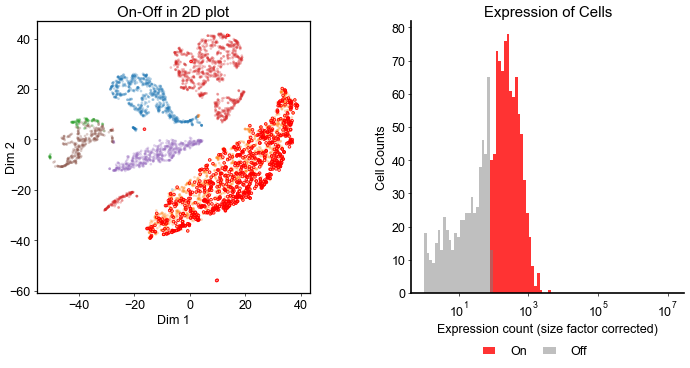 On-Off in 2D plot
40
20
0
−20
−40
−60
Dim 2
−40 −20 0 20 40
Dim 1
Expression of Cells
80
70
60
50
40
30
20
10
0
Cell Counts
10^1 10^3 10^5 10^7
Expression count (size factor corrected)
On Off